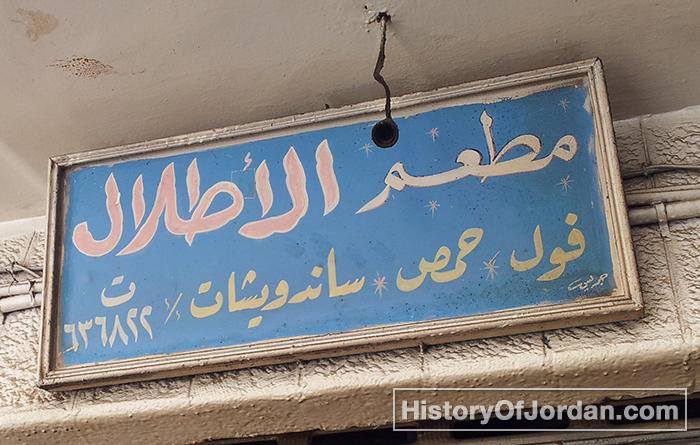 مطعم الأطلال
فول * حمص * ساندويشات %
ت
٦٣٦٨٢٢
HistoryOfJordan.com